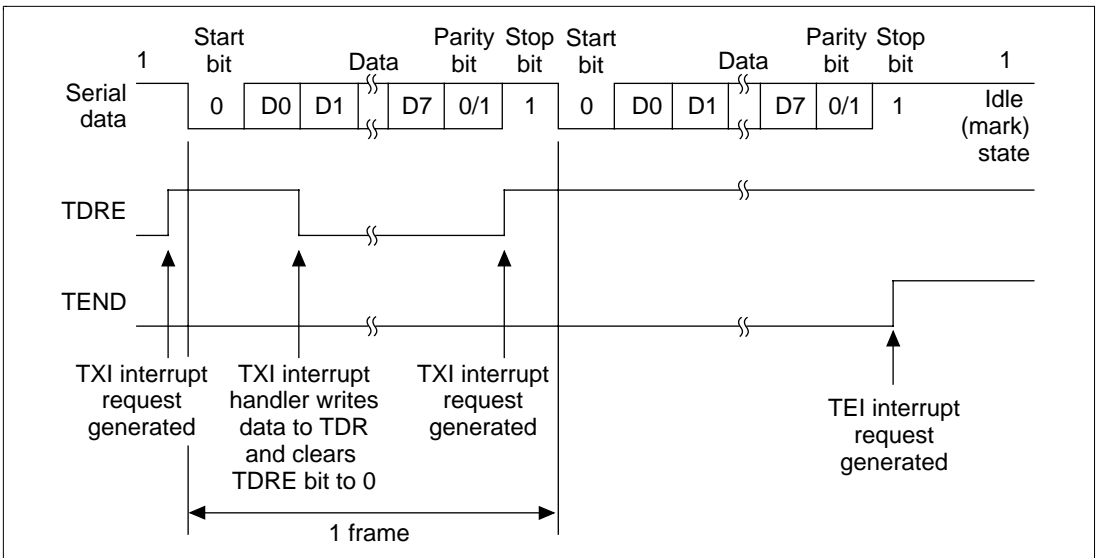 Start Parity Stop Start Parity Stop
1 bit Data bit bit bit Data bit bit 1
Serial data
0 D0 D1 D7 0/1 1 0 D0 D1 D7 0/1 1
Idle
(mark)
state
TDRE
TEND
TXI interrupt
request
generated
TXI interrupt
handler writes
data to TDR
and clears
TDRE bit to 0
TXI interrupt
request
generated
TEI interrupt
request
generated
1 frame